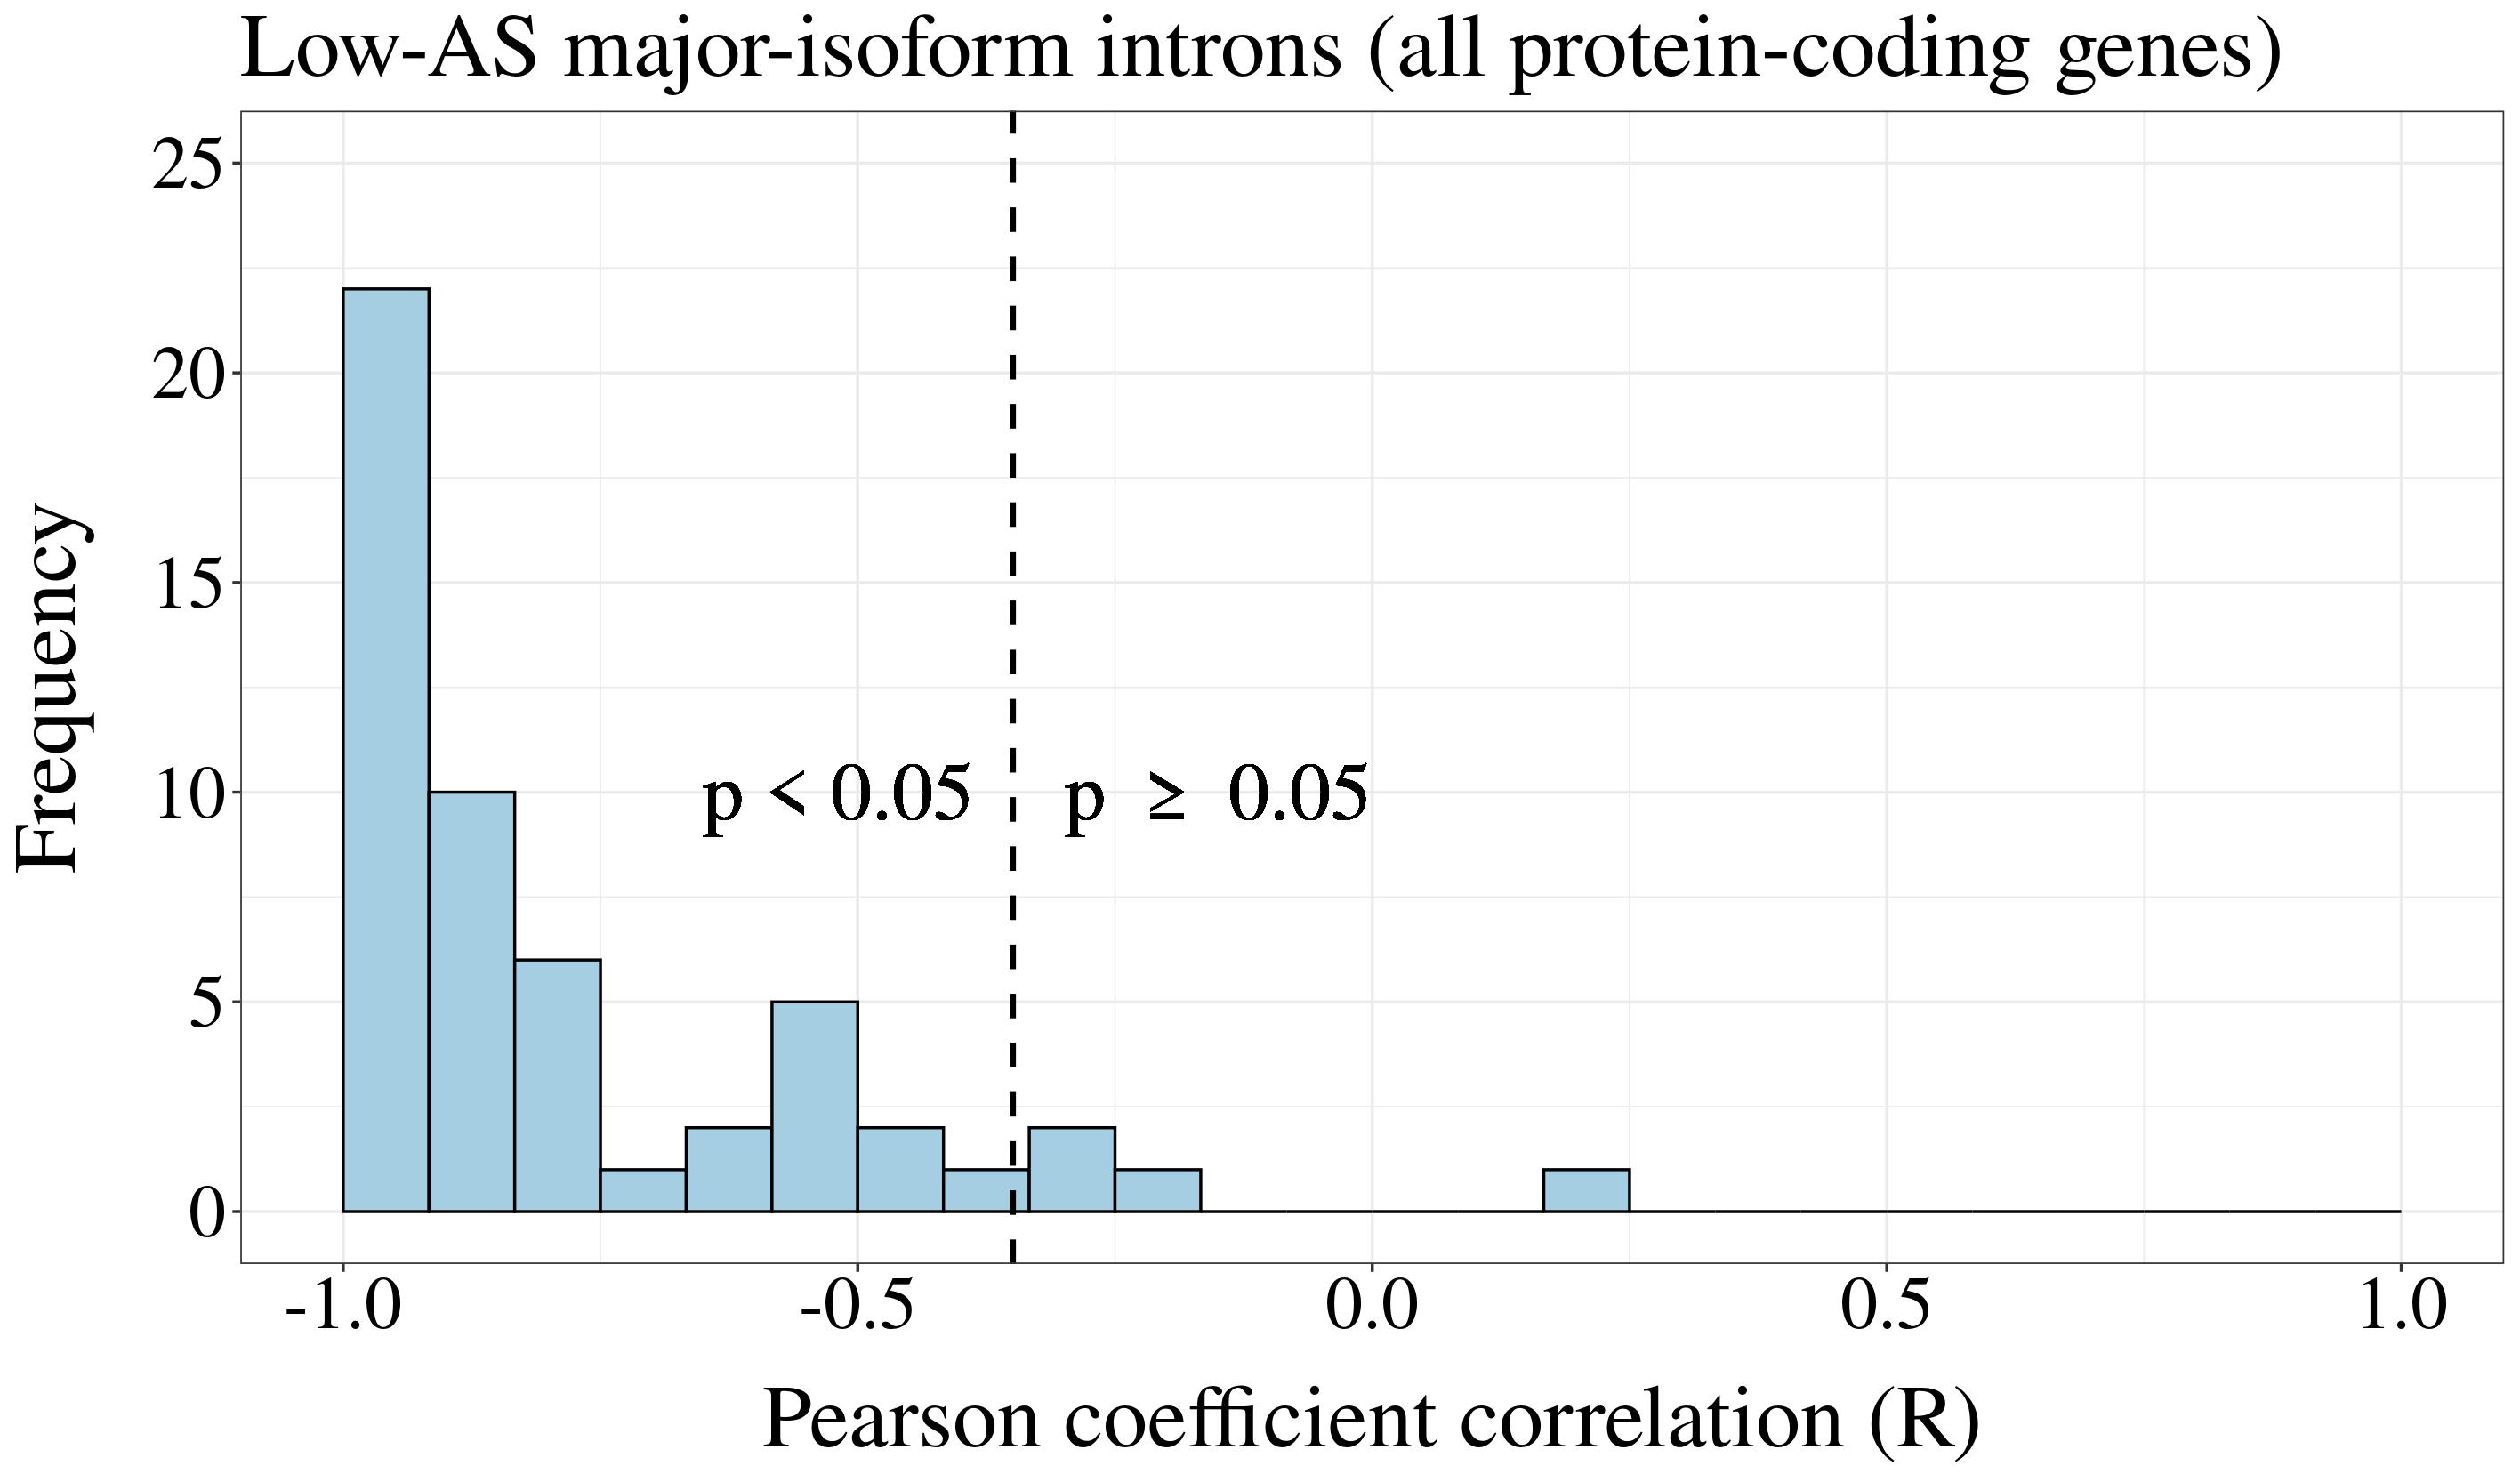 Low-AS major-isoform introns (all protein-coding genes)
25
20
15
10
5
0
Frequency
p < 0.05
p ≥ 0.05
-1.0
-0.5
0.0
0.5
1.0
Pearson coefficient correlation (R)